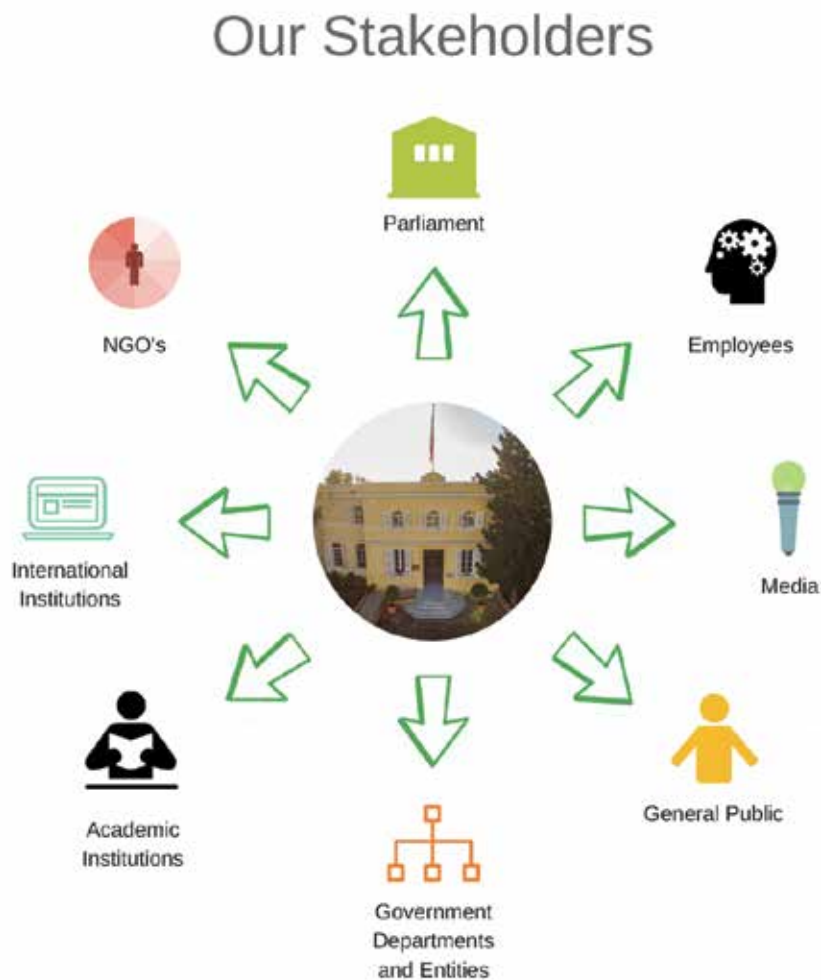 Our Stakeholders
Parliament
NGO's
Employees
International
Institutions
Media
Academic
Institutions
General Public
Government
Departments
and Entities